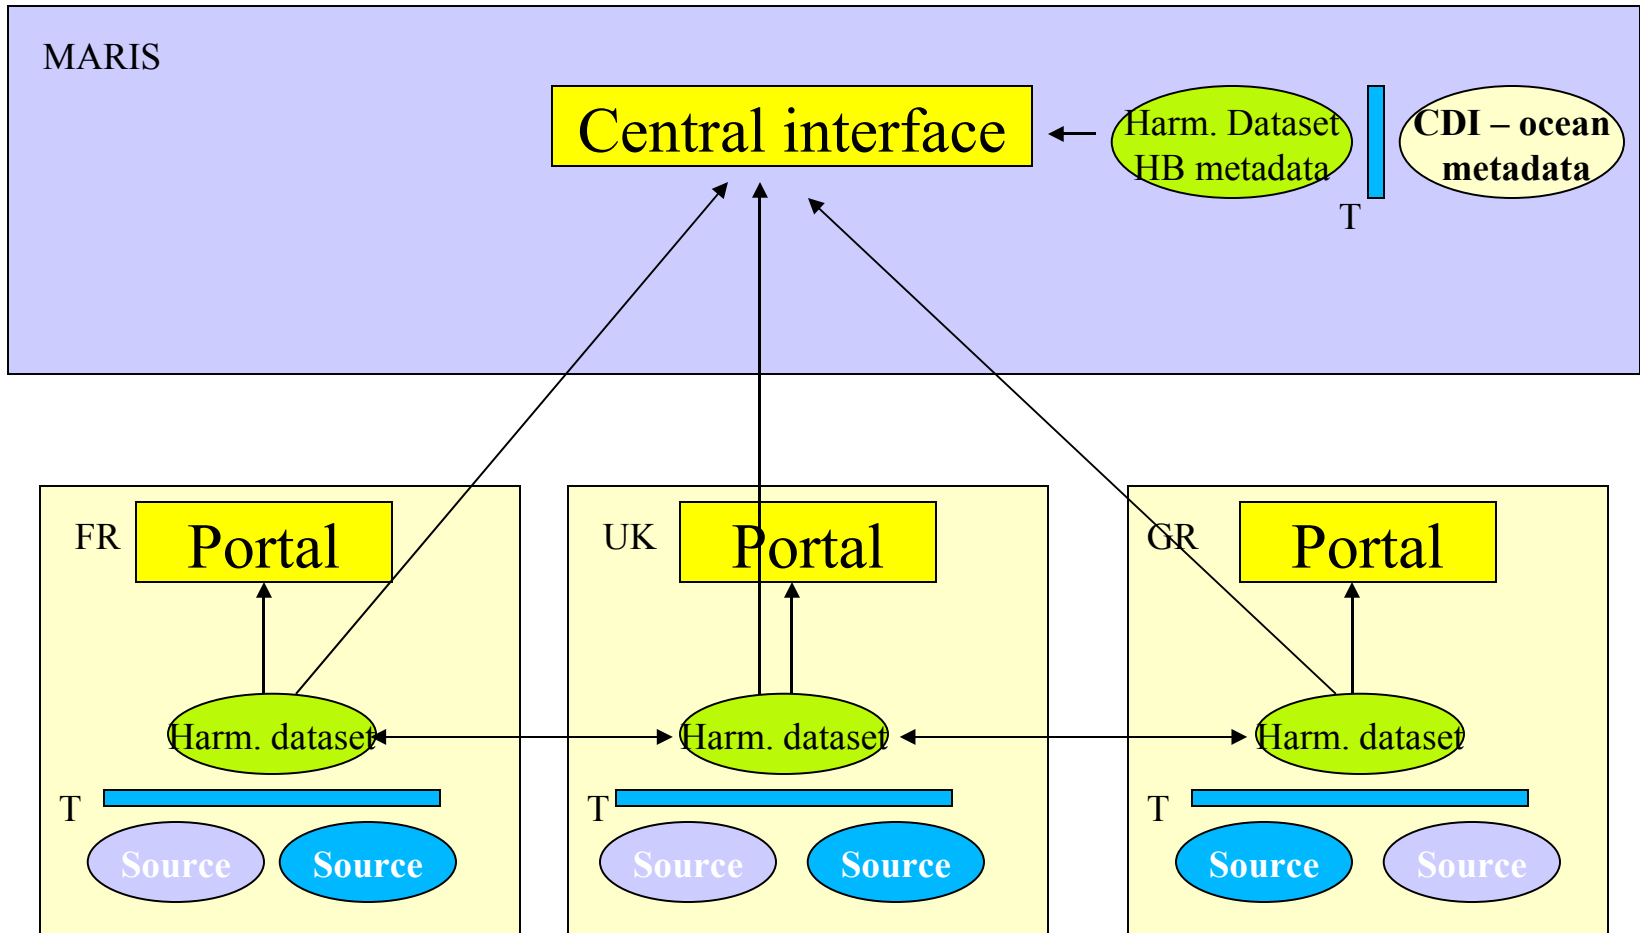 MARIS
Central interface
Harm. Dataset
HB metadata
T
CDI – ocean
metadata
FR
Portal
UK
Portal
GR
Portal
Harm. dataset
Harm. dataset
Harm. dataset
T
T
T
Source
Source
Source
Source
Source
Source